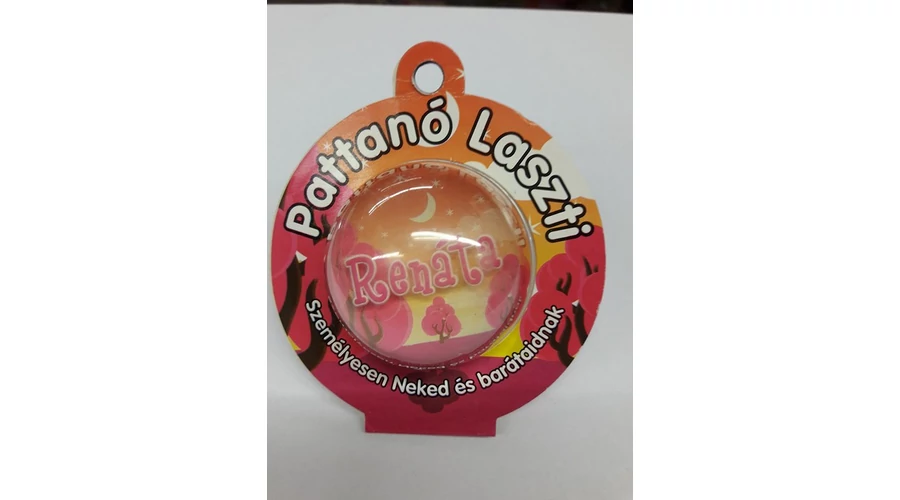 Pattanó Laszti
Renáta
Személyesen Neked és barátaidnak